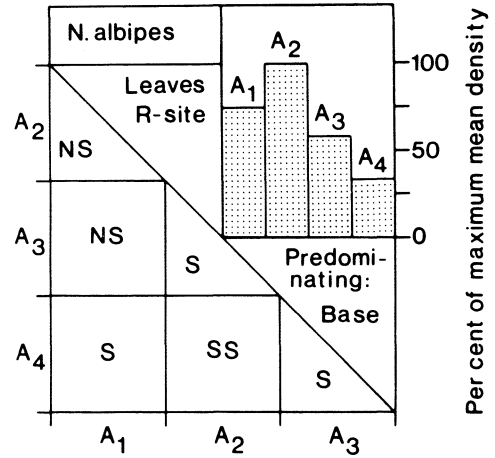 N. albipes
A₂
100
Leaves
A₁
R-site
A₃
A₂
A₄
50
NS
A₃
NS
0
S
Predomi-
nating:
Base
A₄
S
SS
S
A₁
A₂
A₃
Per cent of maximum mean density